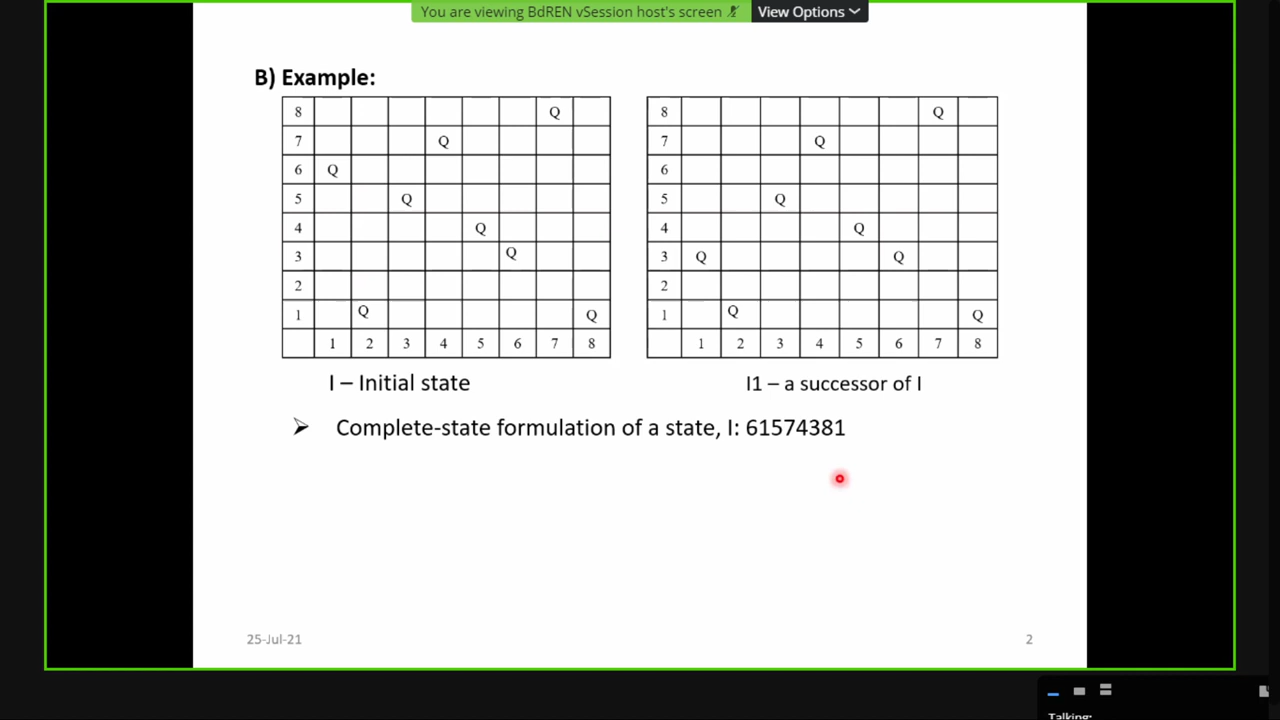 You are viewing BdREN vSession host's screen View Options
B) Example:
8 Q 8 Q
7 Q 7 Q
6 Q 6
5 Q 5 Q
4 Q 4 Q
3 Q 3 Q Q
2 2
1 Q Q 1 Q Q
1 2 3 4 5 6 7 8 1 2 3 4 5 6 7 8
I – Initial state I1 – a successor of I
Complete-state formulation of a state, I: 61574381
25-Jul-21 2
Talking: